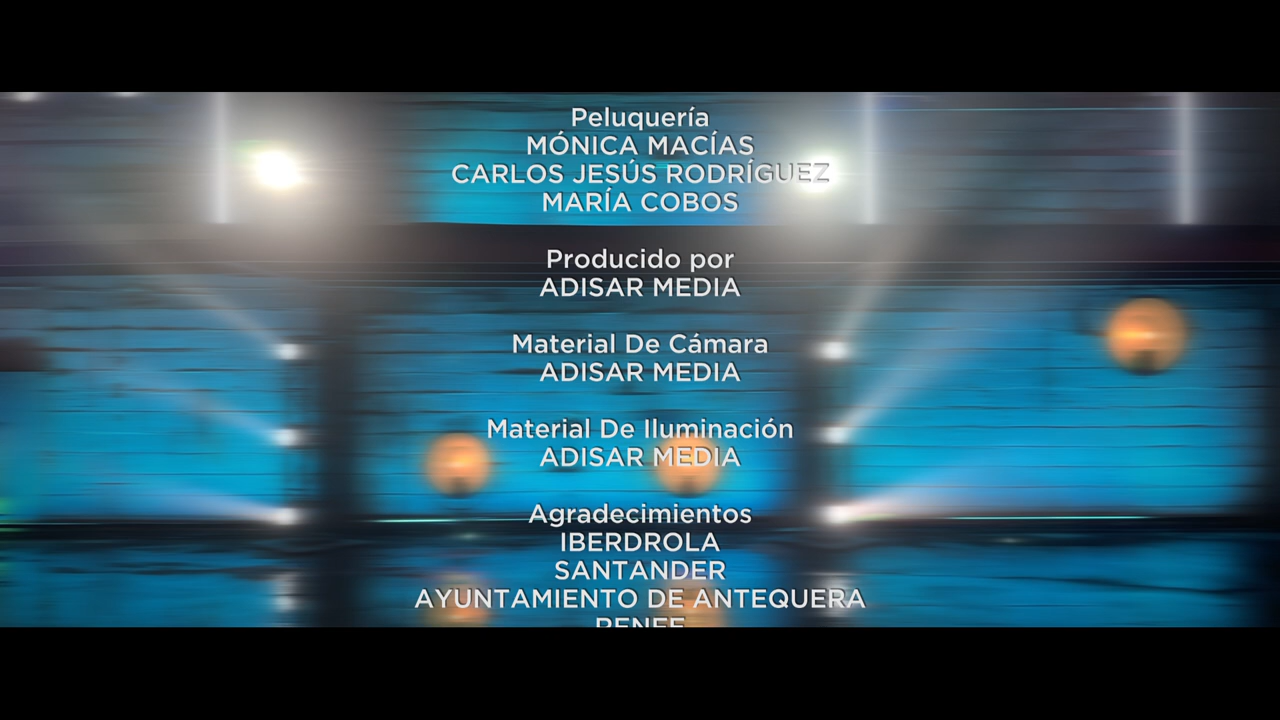 Peluquería
MÓNICA MACÍAS
CARLOS JESÚS RODRÍGUEZ
MARÍA COBOS
Producido por
ADISAR MEDIA
Material De Cámara
ADISAR MEDIA
Material De Iluminación
ADISAR MEDIA
Agradecimientos
IBERDROLA
SANTANDER
AYUNTAMIENTO DE ANTEQUERA
RENFE